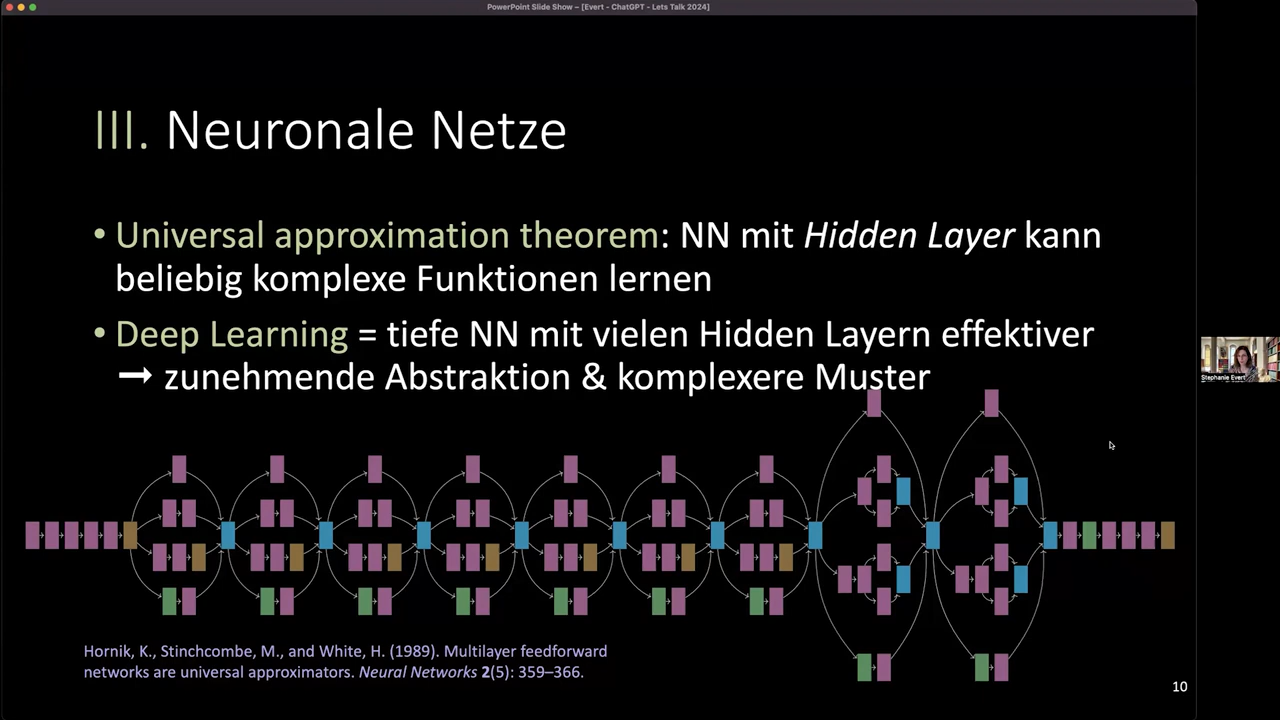 PowerPoint Slide Show – [Evert - ChatGPT - Lets Talk 2024]
III. Neuronale Netze
• Universal approximation theorem: NN mit Hidden Layer kann
beliebig komplexe Funktionen lernen
• Deep Learning = tiefe NN mit vielen Hidden Layern effektiver
➞ zunehmende Abstraktion & komplexere Muster
Stephanie Evert
Hornik, K., Stinchcombe, M., and White, H. (1989). Multilayer feedforward
networks are universal approximators. Neural Networks 2(5): 359–366.
10